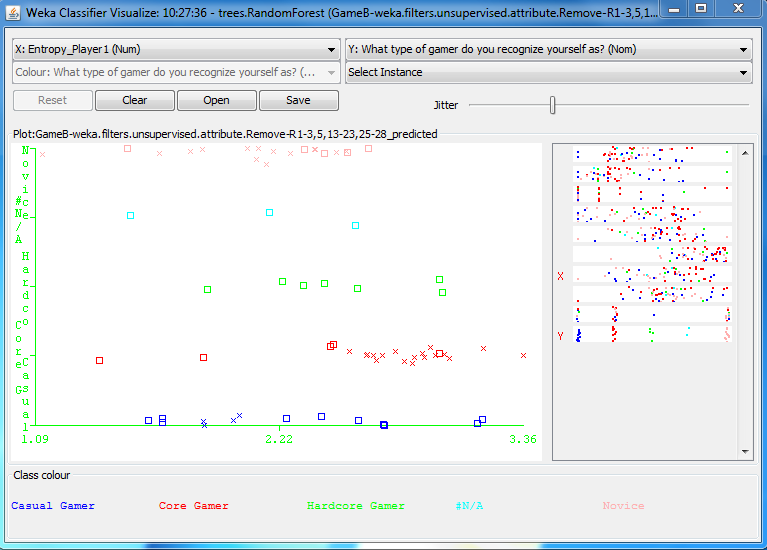 Weka Classifier Visualize: 10:27:36 - trees.RandomForest (GameB-weka.filters.unsupervised.attribute.Remove-R1-3,5,1...
X: Entropy_Player1 (Num)
Y: What type of gamer do you recognize yourself as? (Nom)
Colour: What type of gamer do you recognize yourself as? (...
Select Instance
Reset
Clear
Open
Save
Jitter
Plot:GameB-weka.filters.unsupervised.attribute.Remove-R1-3,5,13-23,25-28_predicted
Novice
#N/A
Hardco
Core G
Casual
1.09
2.22
3.36
X
Y
Class colour
Casual Gamer
Core Gamer
Hardcore Gamer
#N/A
Novice